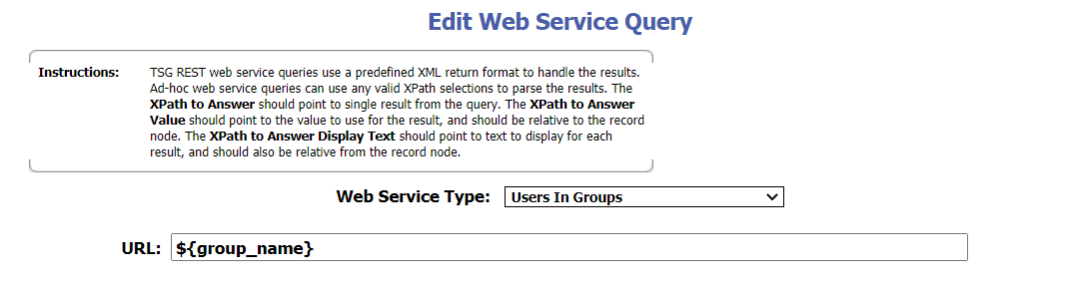 Edit Web Service Query
Instructions: TSG REST web service queries use a predefined XML return format to handle the results.
Ad-hoc web service queries can use any valid XPath selections to parse the results. The
XPath to Answer should point to single result from the query. The XPath to Answer
Value should point to the value to use for the result, and should be relative to the record
node. The XPath to Answer Display Text should point to text to display for each
result, and should also be relative from the record node.
Web Service Type: Users In Groups
URL: ${group_name}